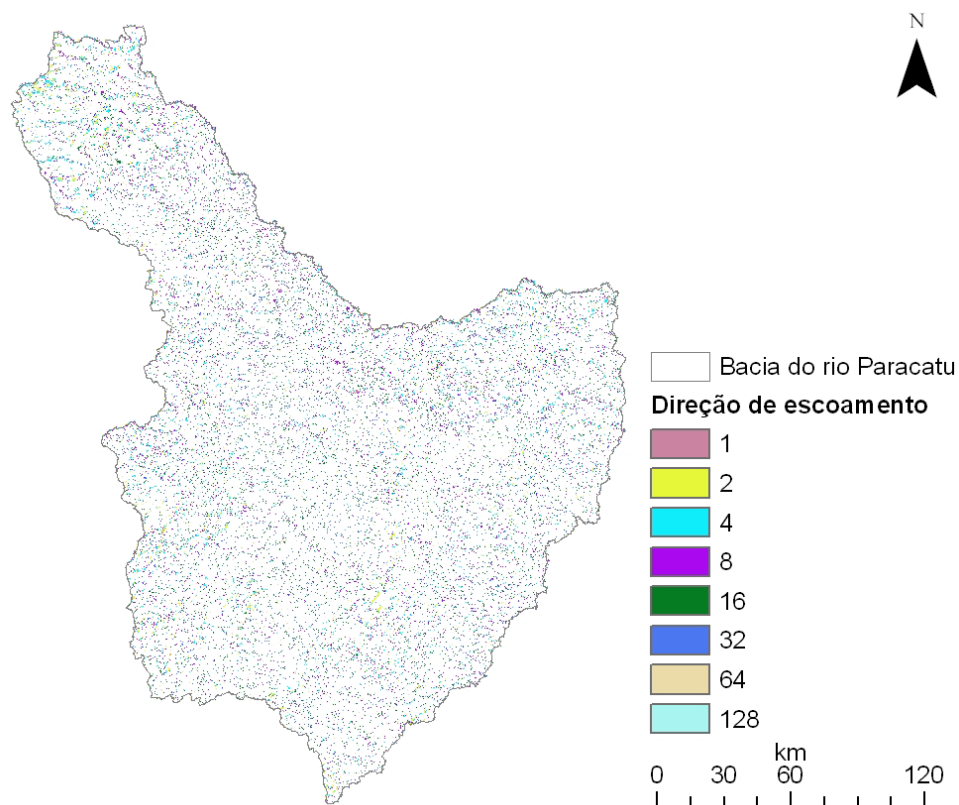 N
Bacia do rio Paracatu
Direção de escoamento
1
2
4
8
16
32
64
128
km
0 30 60 120